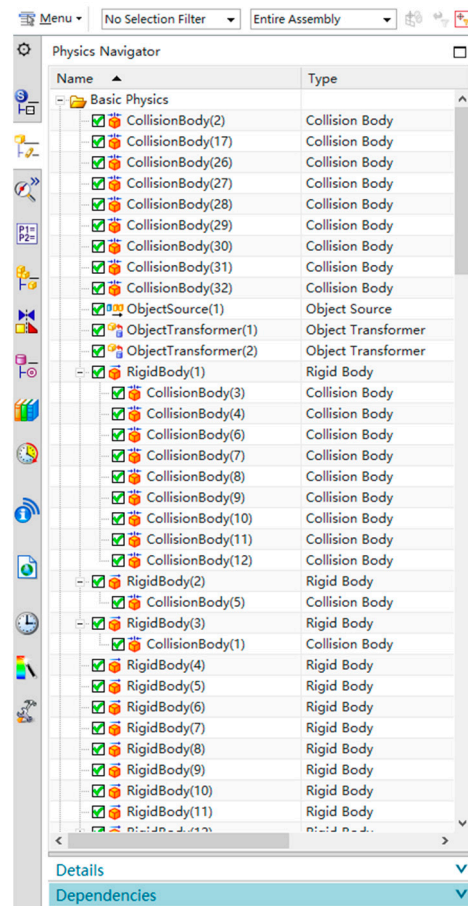 Menu No Selection Filter Entire Assembly
Physics Navigator
Name Type
Basic Physics
CollisionBody(2) Collision Body
CollisionBody(17) Collision Body
CollisionBody(26) Collision Body
CollisionBody(27) Collision Body
CollisionBody(28) Collision Body
CollisionBody(29) Collision Body
CollisionBody(30) Collision Body
CollisionBody(31) Collision Body
CollisionBody(32) Collision Body
ObjectSource(1) Object Source
ObjectTransformer(1) Object Transformer
ObjectTransformer(2) Object Transformer
RigidBody(1) Rigid Body
CollisionBody(3) Collision Body
CollisionBody(4) Collision Body
CollisionBody(6) Collision Body
CollisionBody(7) Collision Body
CollisionBody(8) Collision Body
CollisionBody(9) Collision Body
CollisionBody(10) Collision Body
CollisionBody(11) Collision Body
CollisionBody(12) Collision Body
RigidBody(2) Rigid Body
CollisionBody(5) Collision Body
RigidBody(3) Rigid Body
CollisionBody(1) Collision Body
RigidBody(4) Rigid Body
RigidBody(5) Rigid Body
RigidBody(6) Rigid Body
RigidBody(7) Rigid Body
RigidBody(8) Rigid Body
RigidBody(9) Rigid Body
RigidBody(10) Rigid Body
RigidBody(11) Rigid Body
RigidBody(12) Rigid Body
Details
Dependencies
P1=
P2=